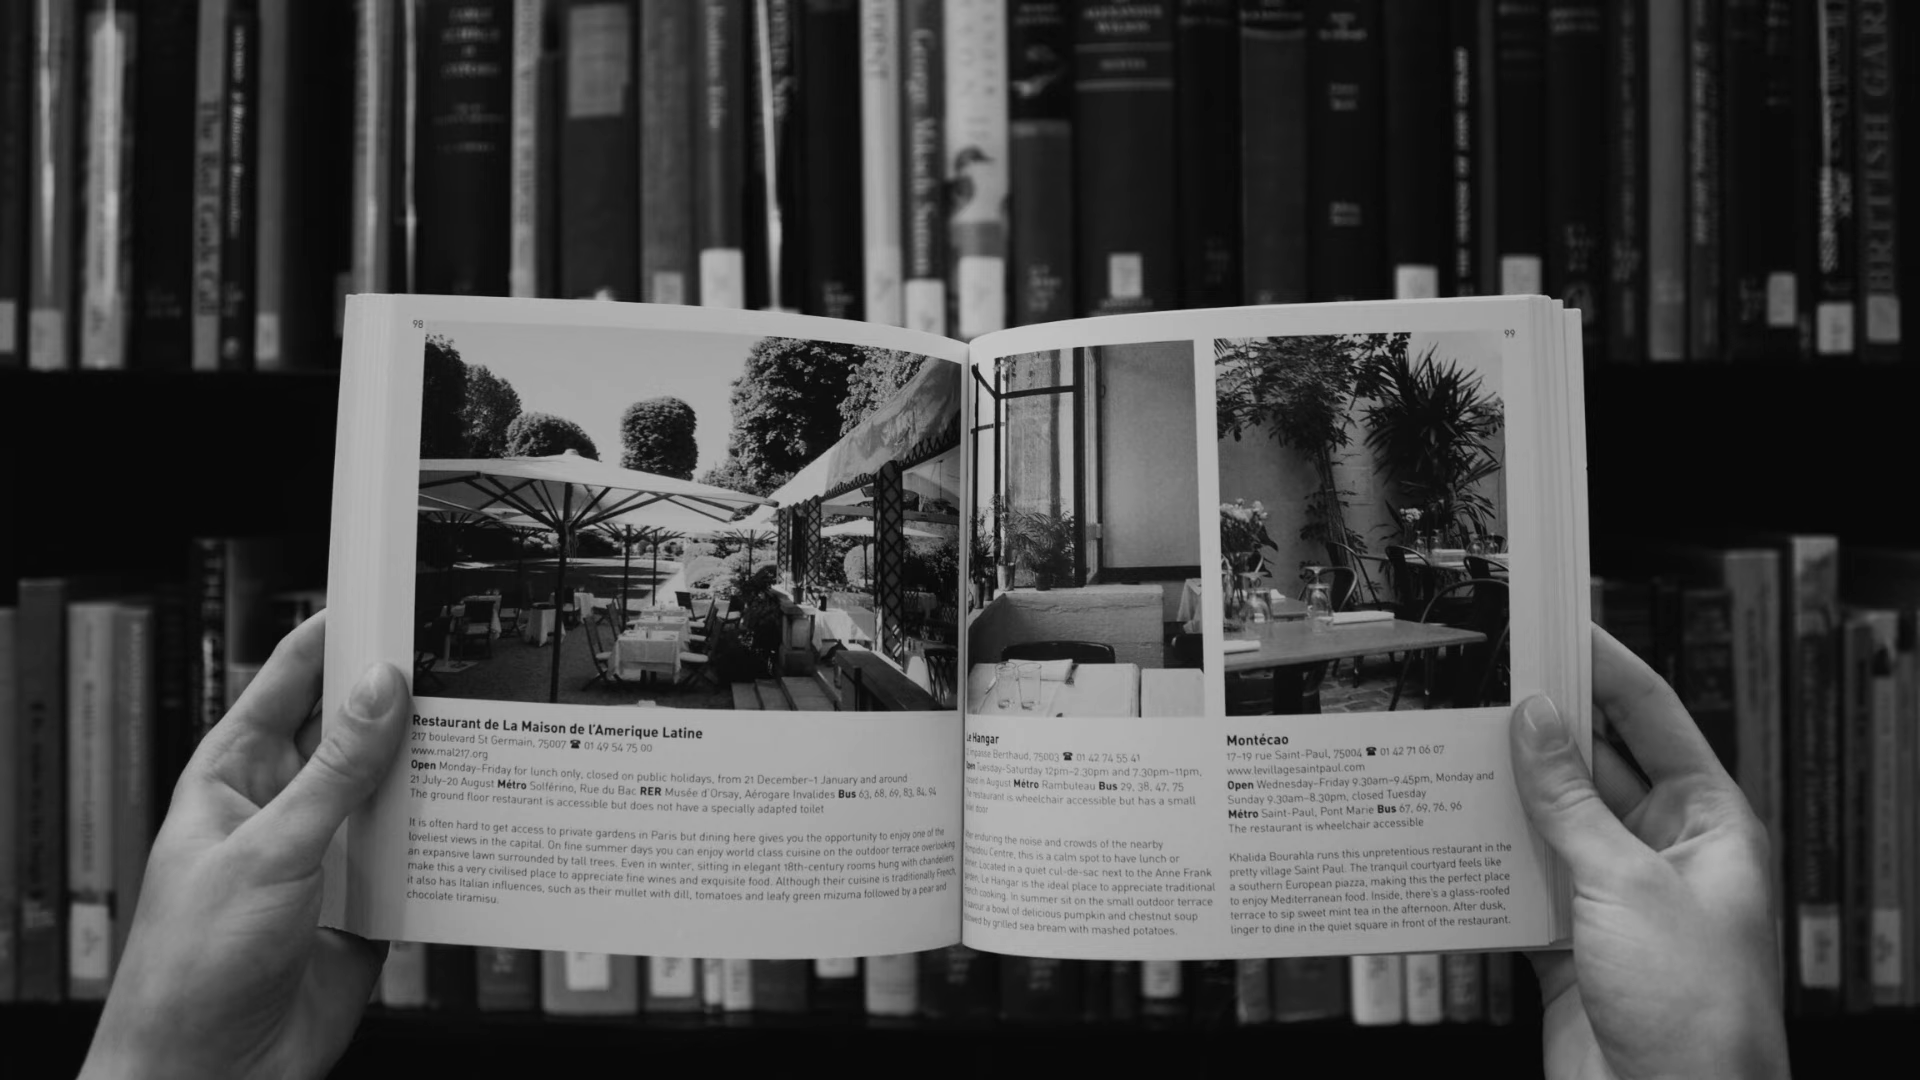 The Red Cande Call
George Mackay
BRITISH GARD
98
Restaurant de La Maison de l'Amerique Latine
217 boulevard St Germain, 75007 ☎ 01 49 54 75 00
www.mal217.org
Open Monday-Friday for lunch only, closed on public holidays, from 21 December-1 January and around
21 July-20 August Métro Solférino, Rue du Bac RER Musée d'Orsay, Aérogare Invalides Bus 63, 68, 69, 83, 84, 94
The ground floor restaurant is accessible but does not have a specially adapted toilet
It is often hard to get access to private gardens in Paris but dining here gives you the opportunity to enjoy one of the
loveliest views in the capital. On fine summer days you can enjoy world class cuisine on the outdoor terrace overlooking
an expansive lawn surrounded by tall trees. Even in winter, sitting in elegant 18th-century rooms hung with chandeliers
make this a very civilised place to appreciate fine wines and exquisite food. Although their cuisine is traditionally French,
it also has Italian influences, such as their mullet with dill, tomatoes and leafy green mizuma followed by a pear and
chocolate tiramisu.
Le Hangar
impasse Berthaud, 75003 ☎ 01 42 74 55 41
Open Tuesday-Saturday 12pm-2.30pm and 7.30pm-11pm,
closed in August Métro Rambuteau Bus 29, 38, 47, 75
The restaurant is wheelchair accessible but has a small
door
enduring the noise and crowds of the nearby
Pompidou Centre, this is a calm spot to have lunch or
dinner. Located in a quiet cul-de-sac next to the Anne Frank
garden, Le Hangar is the ideal place to appreciate traditional
French cooking. In summer sit on the small outdoor terrace
savour a bowl of delicious pumpkin and chestnut soup
followed by grilled sea bream with mashed potatoes.
99
Montécao
17-19 rue Saint-Paul, 75004 ☎ 01 42 71 06 07
www.levillagesaintpaul.com
Open Wednesday-Friday 9.30am-9.45pm, Monday and
Sunday 9.30am-8.30pm, closed Tuesday
Métro Saint-Paul, Pont Marie Bus 67, 69, 76, 96
The restaurant is wheelchair accessible
Khalida Bourahla runs this unpretentious restaurant in the
pretty village Saint Paul. The tranquil courtyard feels like
a southern European piazza, making this the perfect place
to enjoy Mediterranean food. Inside, there's a glass-roofed
terrace to sip sweet mint tea in the afternoon. After dusk,
linger to dine in the quiet square in front of the restaurant.